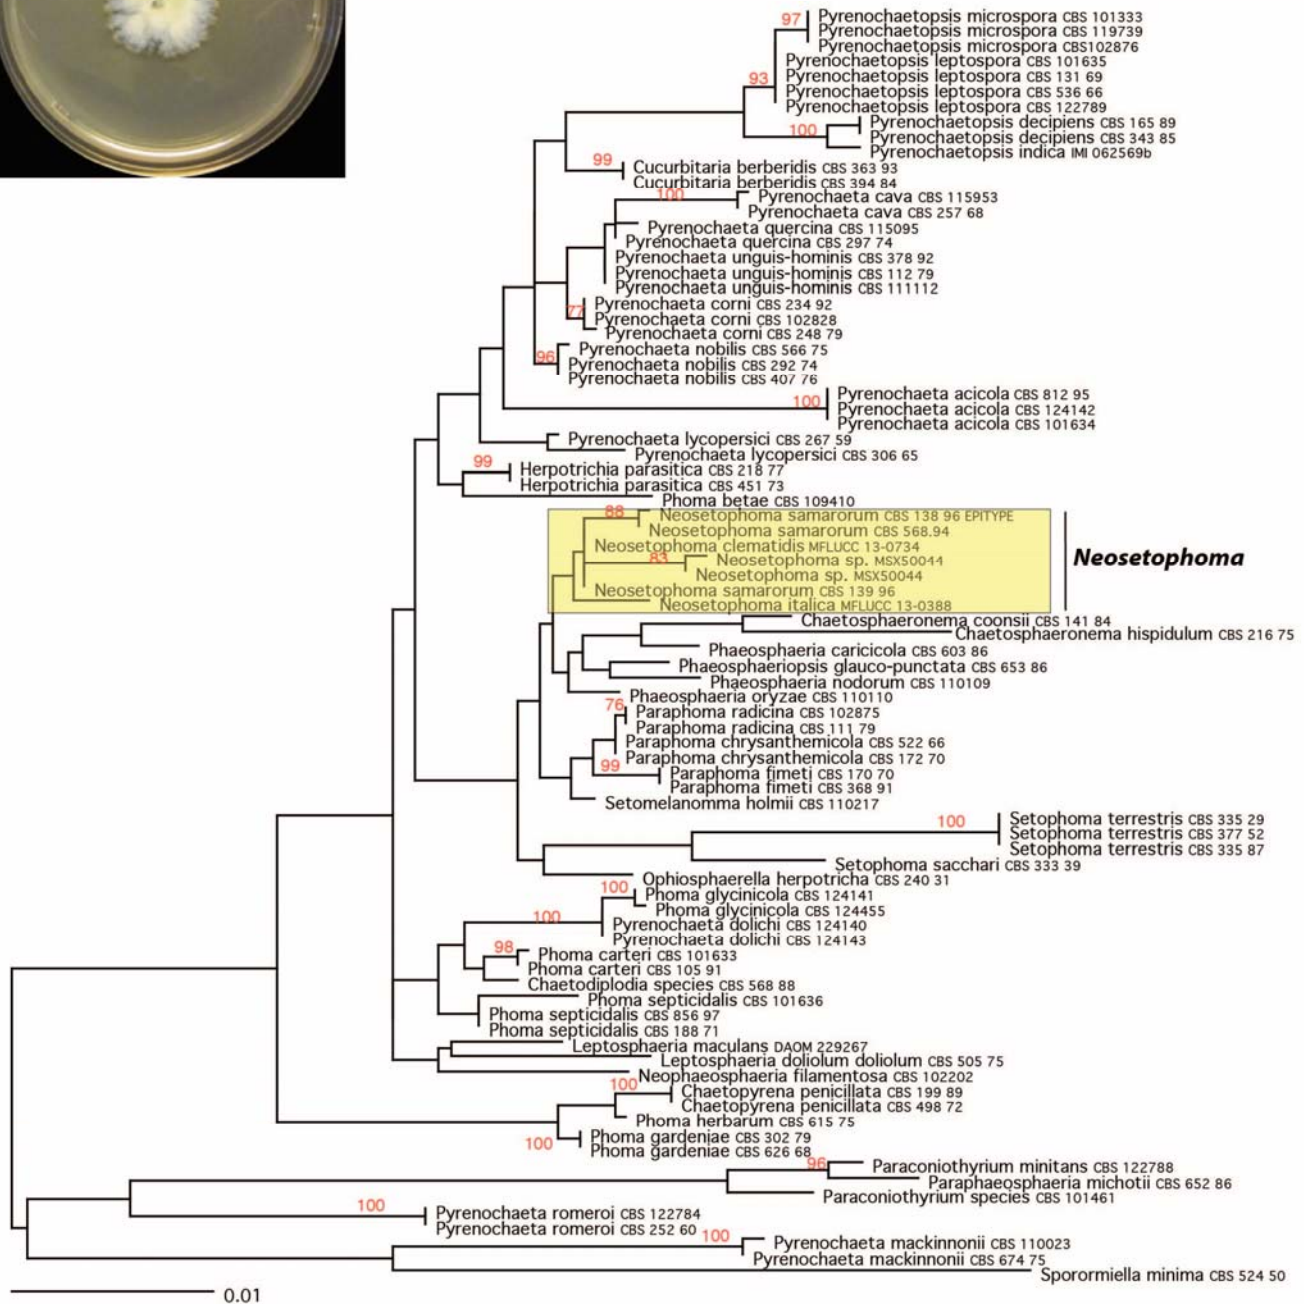 97
Pyrenochaetopsis microspora CBS 101333
Pyrenochaetopsis microspora CBS 119739
Pyrenochaetopsis microspora CBS102876
Pyrenochaetopsis leptospora CBS 101635
93
Pyrenochaetopsis leptospora CBS 131 69
Pyrenochaetopsis leptospora CBS 536 66
Pyrenochaetopsis leptospora CBS 122789
Pyrenochaetopsis decipiens CBS 165 89
100
Pyrenochaetopsis decipiens CBS 343 85
Pyrenochaetopsis indica IMI 062569b
99
Cucurbitaria berberidis CBS 363 93
Cucurbitaria berberidis CBS 394 84
100
Pyrenochaeta cava CBS 115953
Pyrenochaeta cava CBS 257 68
Pyrenochaeta quercina CBS 115095
Pyrenochaeta quercina CBS 297 74
Pyrenochaeta unguis-hominis CBS 378 92
Pyrenochaeta unguis-hominis CBS 112 79
Pyrenochaeta unguis-hominis CBS 111112
Pyrenochaeta corni CBS 234 92
77
Pyrenochaeta corni CBS 102828
Pyrenochaeta corni CBS 248 79
Pyrenochaeta nobilis CBS 566 75
96
Pyrenochaeta nobilis CBS 292 74
Pyrenochaeta nobilis CBS 407 76
Pyrenochaeta acicola CBS 812 95
100
Pyrenochaeta acicola CBS 124142
Pyrenochaeta acicola CBS 101634
Pyrenochaeta lycopersici CBS 267 59
Pyrenochaeta lycopersici CBS 306 65
99
Herpotrichia parasitica CBS 218 77
Herpotrichia parasitica CBS 451 73
Phoma betae CBS 109410
88
Neosetophoma samarorum CBS 138 96 EPITYPE
Neosetophoma samarorum CBS 568.94
Neosetophoma clematidis MFLUCC 13-0734
83
Neosetophoma sp. MSX50044
Neosetophoma
Neosetophoma sp. MSX50044
Neosetophoma samarorum CBS 139 96
Neosetophoma italica MFLUCC 13-0388
Chaetosphaeronema coonsii CBS 141 84
Chaetosphaeronema hispidulum CBS 216 75
Phaeosphaeria caricicola CBS 603 86
Phaeosphaeriopsis glauco-punctata CBS 653 86
Phaeosphaeria nodorum CBS 110109
Phaeosphaeria oryzae CBS 110110
76
Paraphoma radicina CBS 102875
Paraphoma radicina CBS 111 79
Paraphoma chrysanthemicola CBS 522 66
Paraphoma chrysanthemicola CBS 172 70
99
Paraphoma fimeti CBS 170 70
Paraphoma fimeti CBS 368 91
Setomelanomma holmii CBS 110217
Setophoma terrestris CBS 335 29
100
Setophoma terrestris CBS 377 52
Setophoma terrestris CBS 335 87
Setophoma sacchari CBS 333 39
Ophiosphaerella herpotricha CBS 240 31
100
Phoma glycinicola CBS 124141
Phoma glycinicola CBS 124455
100
Pyrenochaeta dolichi CBS 124140
Pyrenochaeta dolichi CBS 124143
98
Phoma carteri CBS 101633
Phoma carteri CBS 105 91
Chaetodiplodia species CBS 568 88
Phoma septicidalis CBS 101636
Phoma septicidalis CBS 856 97
Phoma septicidalis CBS 188 71
Leptosphaeria maculans DAOM 229267
Leptosphaeria doliolum doliolum CBS 505 75
Neophaeosphaeria filamentosa CBS 102202
100
Chaetopyrena penicillata CBS 199 89
Chaetopyrena penicillata CBS 498 72
Phoma herbarum CBS 615 75
Phoma gardeniae CBS 302 79
100
Phoma gardeniae CBS 626 68
96
Paraconiothyrium minitans CBS 122788
Paraphaeosphaeria michotii CBS 652 86
Paraconiothyrium species CBS 101461
100
Pyrenochaeta romeroi CBS 122784
Pyrenochaeta romeroi CBS 252 60
100
Pyrenochaeta mackinnonii CBS 110023
Pyrenochaeta mackinnonii CBS 674 75
Sporormiella minima CBS 524 50
0.01